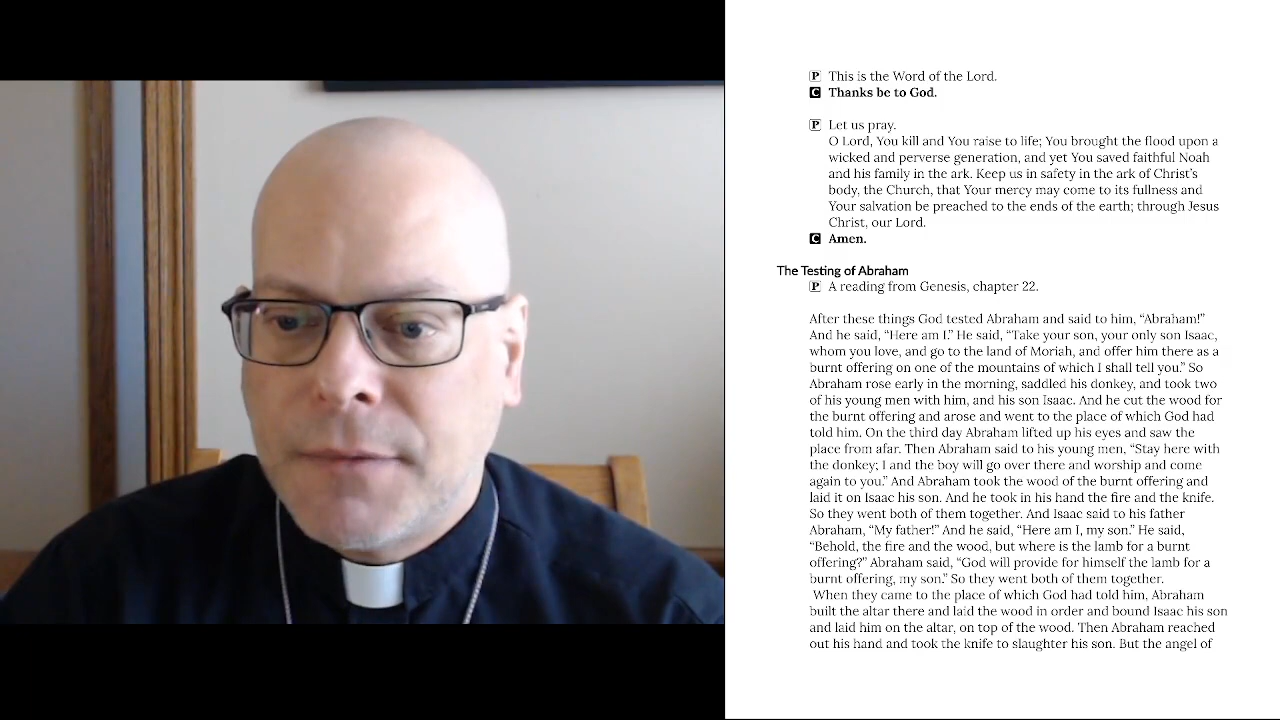 P This is the Word of the Lord.
C Thanks be to God.
P Let us pray.
O Lord, You kill and You raise to life; You brought the flood upon a
wicked and perverse generation, and yet You saved faithful Noah
and his family in the ark. Keep us in safety in the ark of Christ’s
body, the Church, that Your mercy may come to its fullness and
Your salvation be preached to the ends of the earth; through Jesus
Christ, our Lord.
C Amen.
The Testing of Abraham
P A reading from Genesis, chapter 22.
After these things God tested Abraham and said to him, “Abraham!”
And he said, “Here am I.” He said, “Take your son, your only son Isaac,
whom you love, and go to the land of Moriah, and offer him there as a
burnt offering on one of the mountains of which I shall tell you.” So
Abraham rose early in the morning, saddled his donkey, and took two
of his young men with him, and his son Isaac. And he cut the wood for
the burnt offering and arose and went to the place of which God had
told him. On the third day Abraham lifted up his eyes and saw the
place from afar. Then Abraham said to his young men, “Stay here with
the donkey; I and the boy will go over there and worship and come
again to you.” And Abraham took the wood of the burnt offering and
laid it on Isaac his son. And he took in his hand the fire and the knife.
So they went both of them together. And Isaac said to his father
Abraham, “My father!” And he said, “Here am I, my son.” He said,
“Behold, the fire and the wood, but where is the lamb for a burnt
offering?” Abraham said, “God will provide for himself the lamb for a
burnt offering, my son.” So they went both of them together.
When they came to the place of which God had told him, Abraham
built the altar there and laid the wood in order and bound Isaac his son
and laid him on the altar, on top of the wood. Then Abraham reached
out his hand and took the knife to slaughter his son. But the angel of